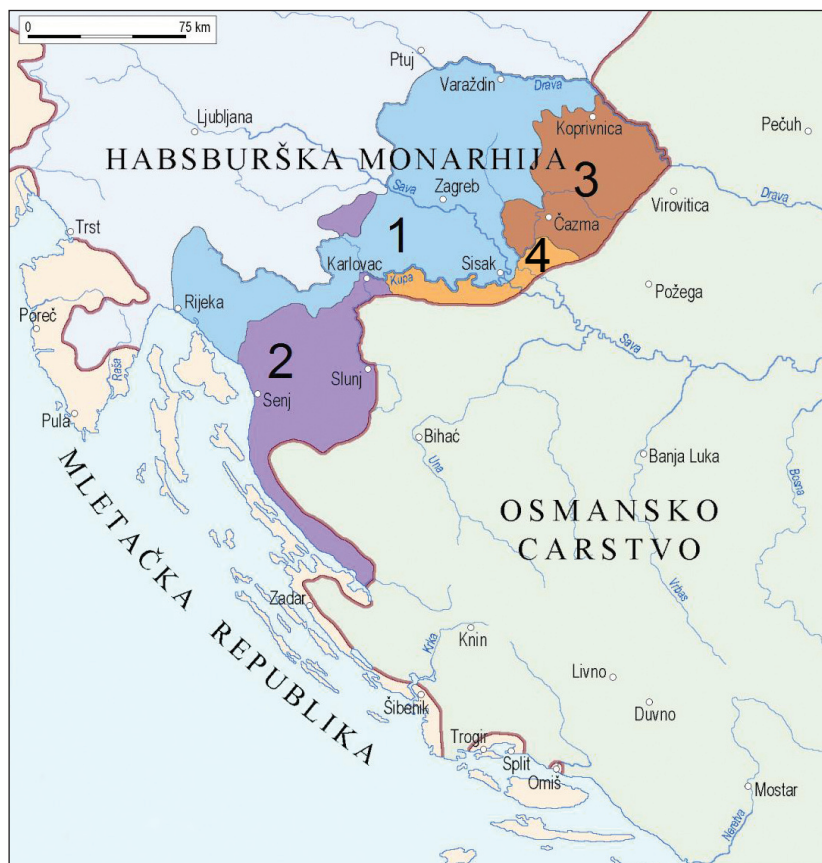 0 75 km
Ptuj
Varaždin
Drava
Ljubljana
Koprivnica
Pečuh
HABSBURŠKA MONARHIJA
3
Sava
Zagreb
Virovitica
Drava
Čazma
Trst
1
4
Karlovac
Kupa
Sisak
Požega
Rijeka
Poreč
Sava
Raša
2
Slunj
Senj
Pula
Bihać
Una
Banja Luka
Bosna
MLETAČKA REPUBLIKA
OSMANSKO
CARSTVO
Vrbas
Zadar
Krka
Knin
Livno
Šibenik
Duvno
Trogir
Split
Omiš
Mostar
Neretva